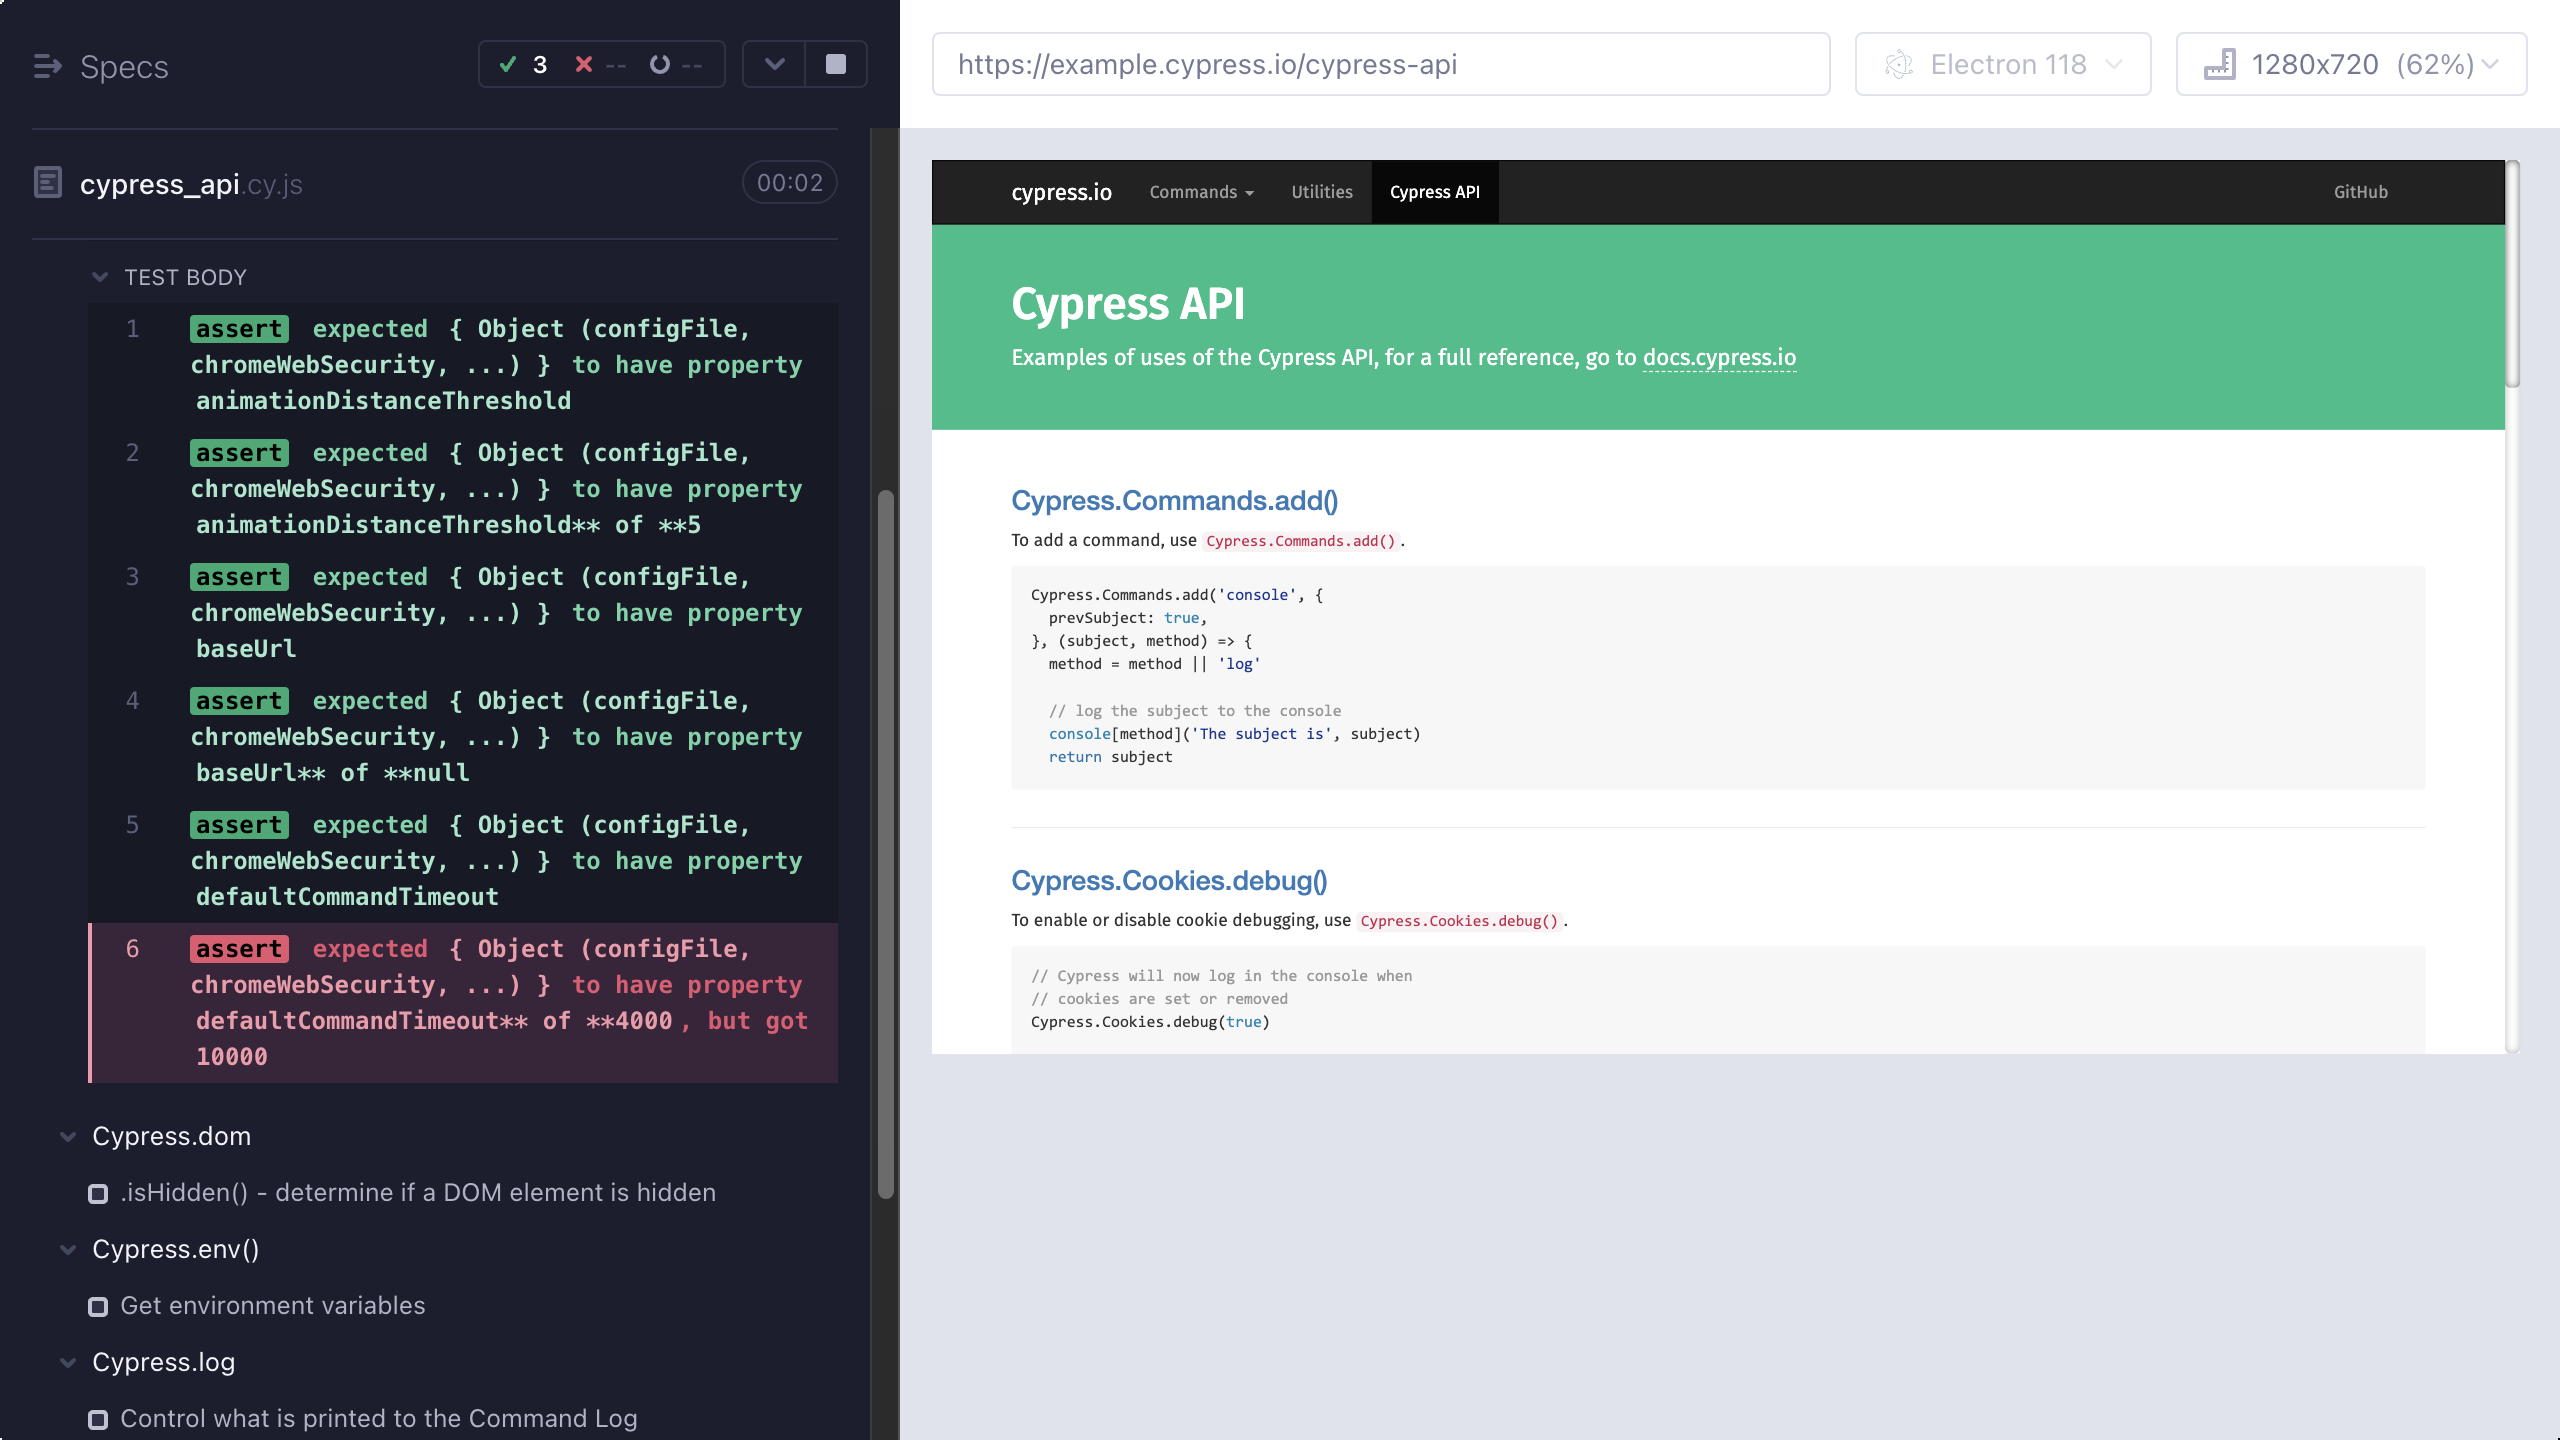 Specs
3 -- --
cypress_api.cy.js 00:02
TEST BODY
1 assert expected { Object (configFile,
chromeWebSecurity, ...) } to have property
animationDistanceThreshold
2 assert expected { Object (configFile,
chromeWebSecurity, ...) } to have property
animationDistanceThreshold** of **5
3 assert expected { Object (configFile,
chromeWebSecurity, ...) } to have property
baseUrl
4 assert expected { Object (configFile,
chromeWebSecurity, ...) } to have property
baseUrl** of **null
5 assert expected { Object (configFile,
chromeWebSecurity, ...) } to have property
defaultCommandTimeout
6 assert expected { Object (configFile,
chromeWebSecurity, ...) } to have property
defaultCommandTimeout** of **4000, but got
10000
Cypress.dom
.isHidden() - determine if a DOM element is hidden
Cypress.env()
Get environment variables
Cypress.log
Control what is printed to the Command Log
https://example.cypress.io/cypress-api
Electron 118
1280x720 (62%)
cypress.io Commands Utilities Cypress API GitHub
Cypress API
Examples of uses of the Cypress API, for a full reference, go to docs.cypress.io
Cypress.Commands.add()
To add a command, use Cypress.Commands.add().
Cypress.Commands.add('console', {
  prevSubject: true,
}, (subject, method) => {
  method = method || 'log'
  // log the subject to the console
  console[method]('The subject is', subject)
  return subject
Cypress.Cookies.debug()
To enable or disable cookie debugging, use Cypress.Cookies.debug().
// Cypress will now log in the console when
// cookies are set or removed
Cypress.Cookies.debug(true)